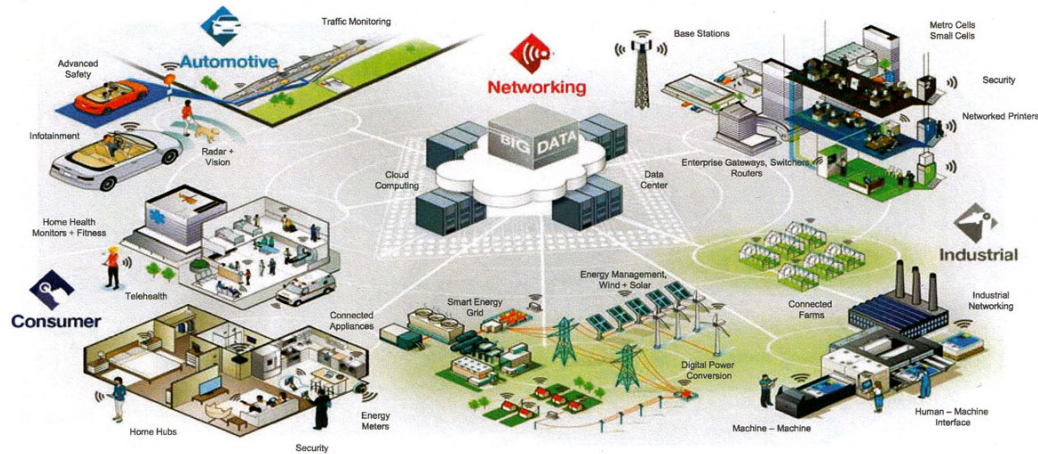 Traffic Monitoring
Automotive
Advanced
Safety
Infotainment
Radar +
Vision
Networking
BIG DATA
Cloud
Computing
Data
Center
Base Stations
Metro Cells
Small Cells
Security
Networked Printers
Enterprise Gateways, Switchers,
Routers
Home Health
Monitors + Fitness
Telehealth
Consumer
Connected
Appliances
Home Hubs
Security
Energy
Meters
Smart Energy
Grid
Energy Management,
Wind + Solar
Digital Power
Conversion
Connected
Farms
Industrial
Industrial
Networking
Machine – Machine
Human – Machine
Interface